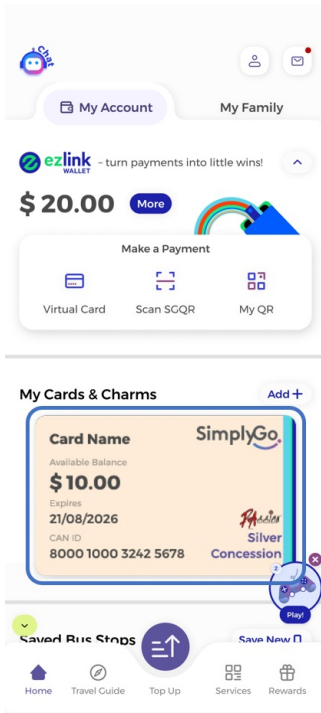 Chat
My Account
My Family
ezlink
WALLET
- turn payments into little wins!
$ 20.00
More
Make a Payment
Virtual Card
Scan SGQR
My QR
My Cards & Charms
Add +
Card Name
SimplyGo.
Available Balance
$ 10.00
Expires
21/08/2026
PAssion
CAN ID
Silver
8000 1000 3242 5678
Concession
2
Play!
Saved Bus Stops
Save New
Home
Travel Guide
Top Up
Services
Rewards